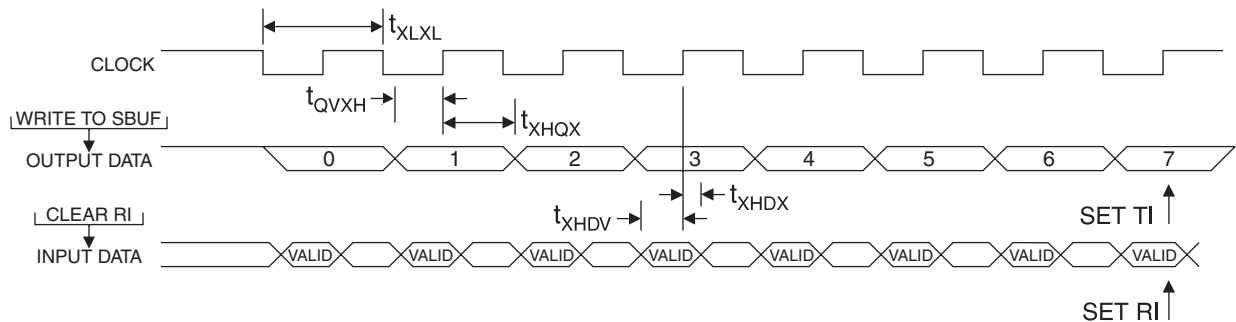 tXLXL
CLOCK
tQVXH
tXHQX
WRITE TO SBUF
OUTPUT DATA
0 1 2 3 4 5 6 7
tXHDX
tXHDV
SET TI
CLEAR RI
INPUT DATA
VALID VALID VALID VALID VALID VALID VALID VALID
SET RI